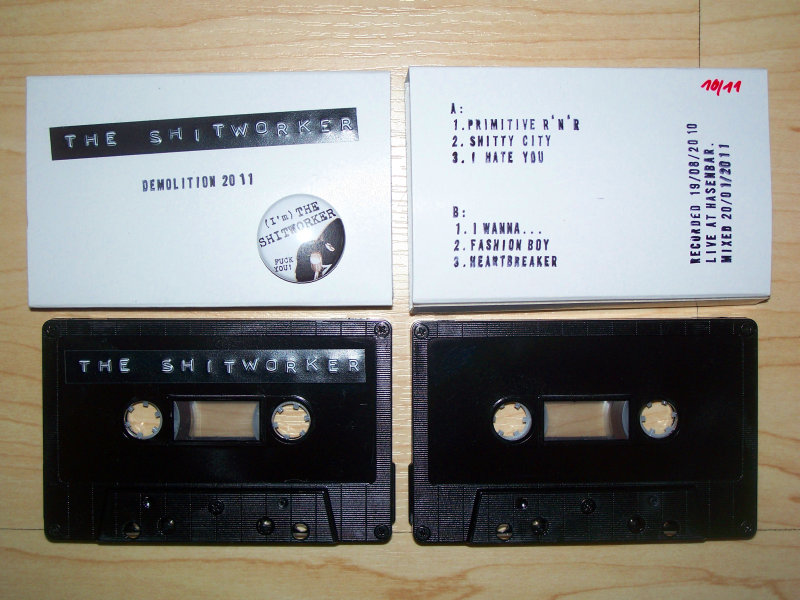 THE SHITWORKER
DEMOLITION 2011
(I'm) THE
SHITWORKER
FUCK
YOU!
10/11
A:
1. PRIMITIVE R'N'R
2. SHITTY CITY
3. I HATE YOU
B:
1. I WANNA...
2. FASHION BOY
3. HEARTBREAKER
RECORDED 19/08/2010
LIVE AT HASENBAR.
MIXED 20/01/2011
THE SHITWORKER